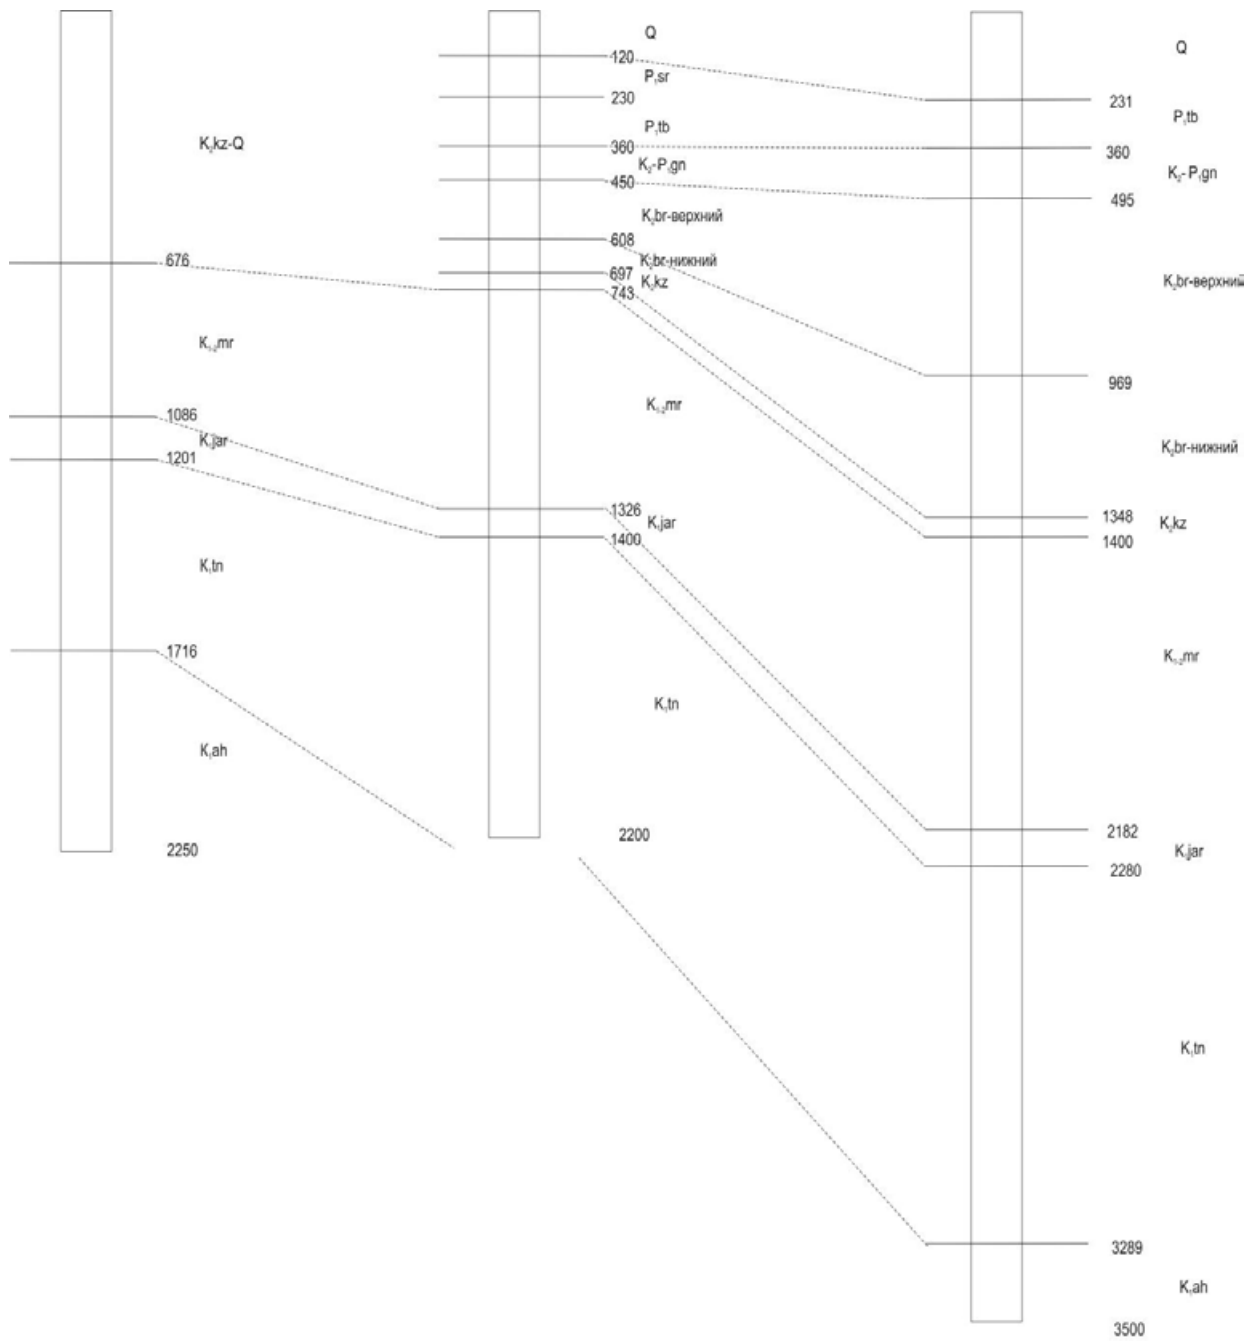 K₂kz-Q
676
K₁₋₂mr
1086
K₁jar
1201
K₁tn
1716
K₁ah
2250
Q
120
P₁sr
230
P₁tb
360
K₂-P₁gn
450
K₂br-верхний
608
K₂br-нижний
697
K₂kz
743
K₁₋₂mr
1326
K₁jar
1400
K₁tn
2200
Q
231
P₁tb
360
K₂-P₁gn
495
K₂br-верхний
969
K₂br-нижний
1348
K₂kz
1400
K₁₋₂mr
2182
K₁jar
2280
K₁tn
3289
K₁ah
3500